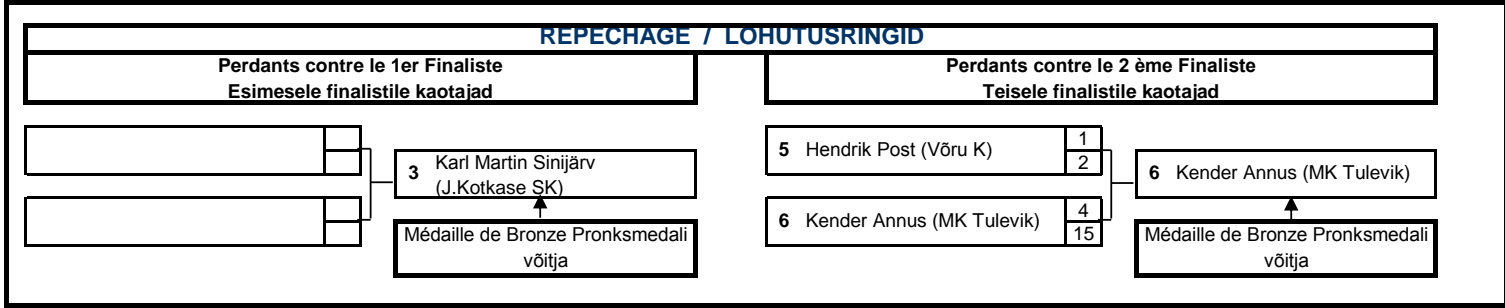 REPECHAGE / LOHUTUSRINGID
Perdants contre le 1er Finaliste
Esimesele finalistile kaotajad
Perdants contre le 2 ème Finaliste
Teisele finalistile kaotajad
3 Karl Martin Sinijärv
(J.Kotkase SK)
Médaille de Bronze Pronksmedali
võitja
5 Hendrik Post (Võru K) 1
2
6 Kender Annus (MK Tulevik) 4
15
6 Kender Annus (MK Tulevik)
Médaille de Bronze Pronksmedali
võitja